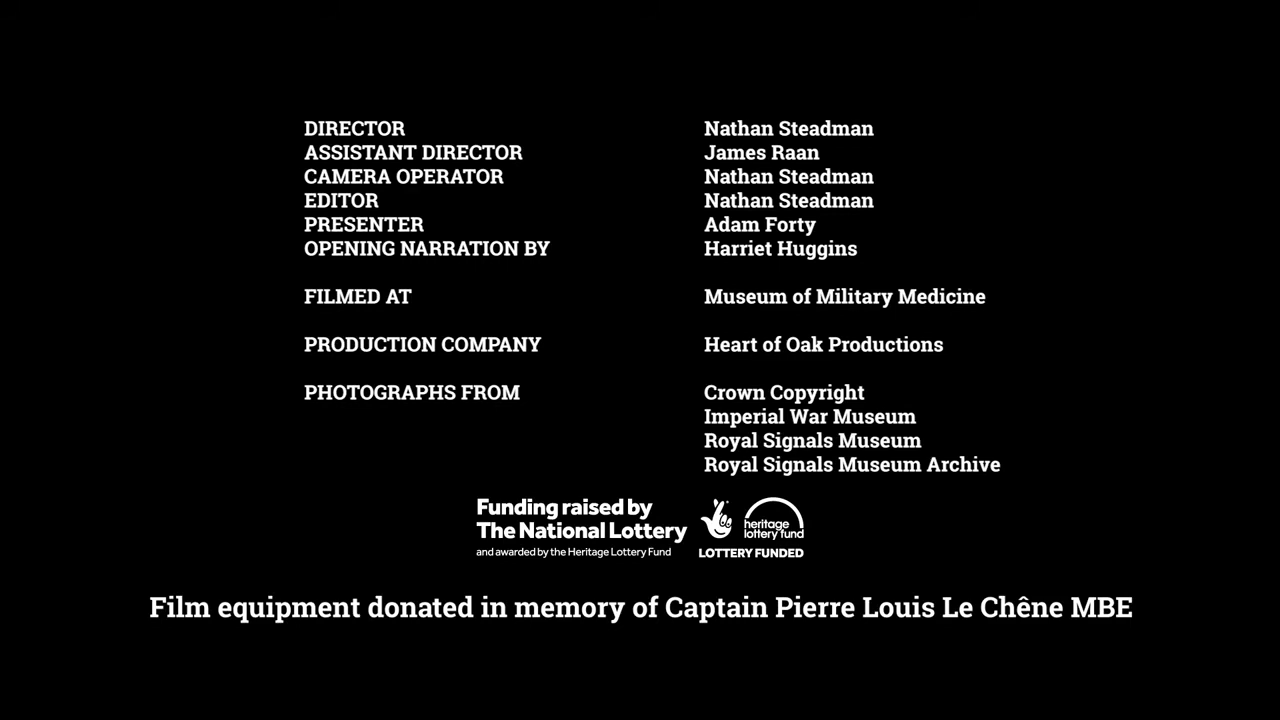 DIRECTOR Nathan Steadman
ASSISTANT DIRECTOR James Raan
CAMERA OPERATOR Nathan Steadman
EDITOR Nathan Steadman
PRESENTER Adam Forty
OPENING NARRATION BY Harriet Huggins
FILMED AT Museum of Military Medicine
PRODUCTION COMPANY Heart of Oak Productions
PHOTOGRAPHS FROM Crown Copyright
Imperial War Museum
Royal Signals Museum
Royal Signals Museum Archive
Funding raised by
The National Lottery
and awarded by the Heritage Lottery Fund
heritage
lottery fund
LOTTERY FUNDED
Film equipment donated in memory of Captain Pierre Louis Le Chêne MBE